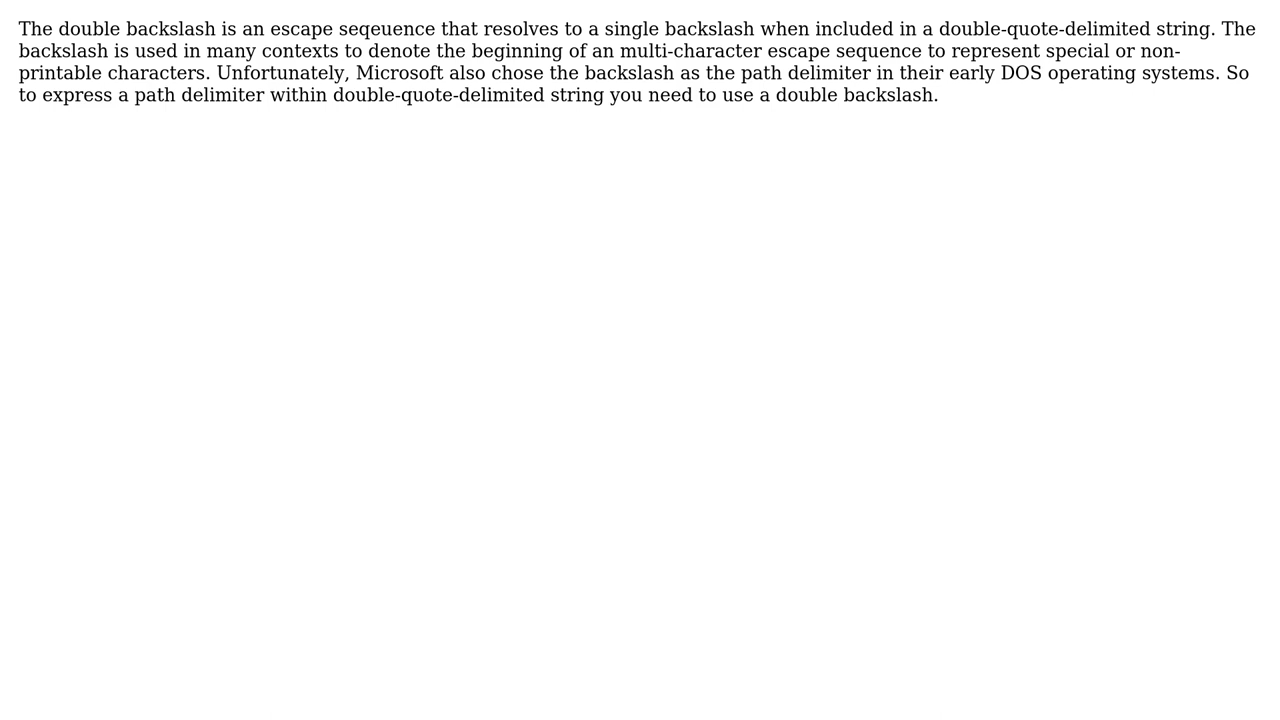 The double backslash is an escape seqeuence that resolves to a single backslash when included in a double-quote-delimited string. The
backslash is used in many contexts to denote the beginning of an multi-character escape sequence to represent special or non-
printable characters. Unfortunately, Microsoft also chose the backslash as the path delimiter in their early DOS operating systems. So
to express a path delimiter within double-quote-delimited string you need to use a double backslash.